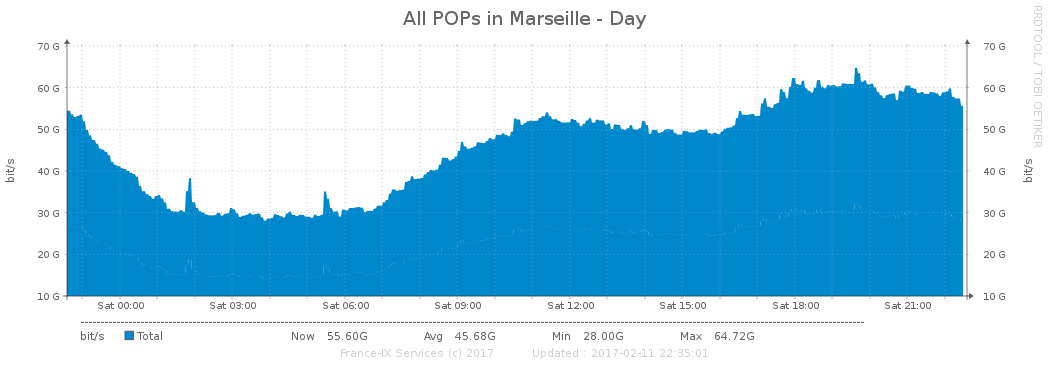 All POPs in Marseille - Day
RRDTOOL / TOBI OETIKER
bit/s
70 G 70 G
60 G 60 G
50 G 50 G
40 G 40 G
30 G 30 G
20 G 20 G
10 G 10 G
bit/s
Sat 00:00 Sat 03:00 Sat 06:00 Sat 09:00 Sat 12:00 Sat 15:00 Sat 18:00 Sat 21:00
bit/s Total Now 55.60G Avg 45.68G Min 28.00G Max 64.72G
France-IX Services (c) 2017 Updated : 2017-02-11 22:35:01